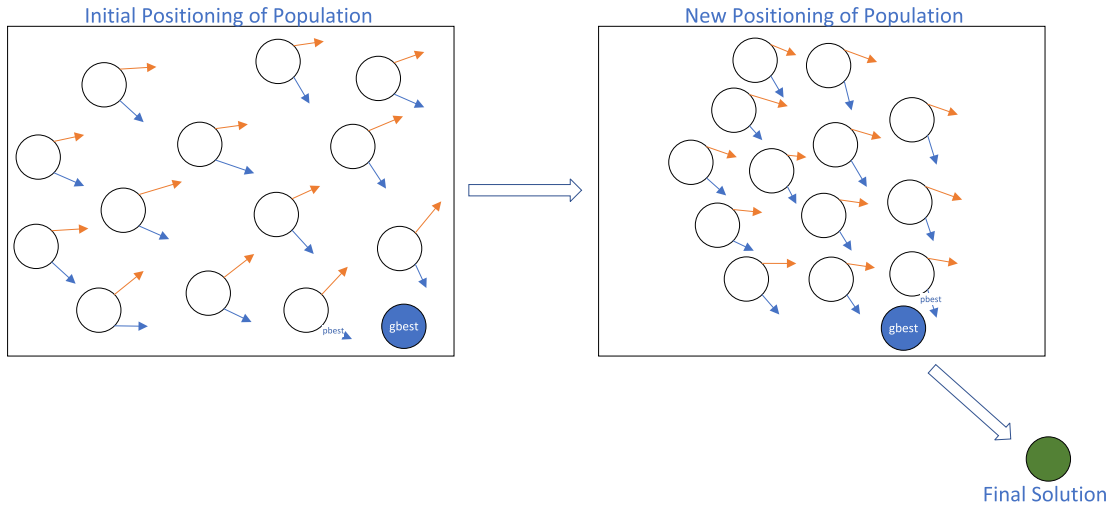 Initial Positioning of Population
New Positioning of Population
pbest
gbest
pbest
gbest
Final Solution